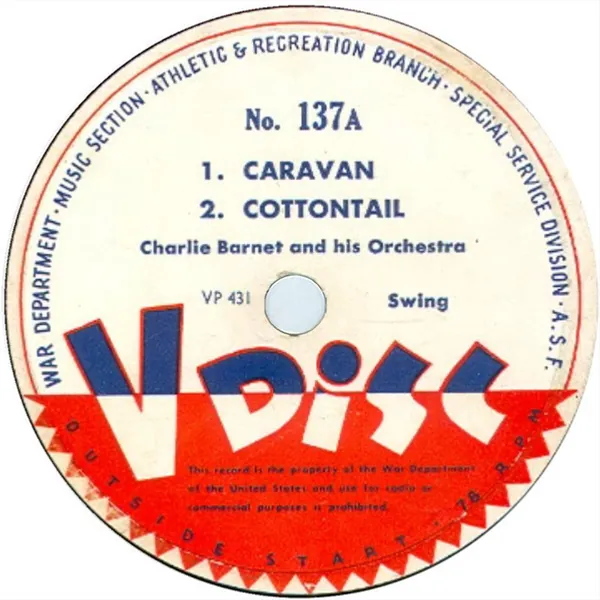 WAR DEPARTMENT · MUSIC SECTION · ATHLETIC & RECREATION BRANCH · SPECIAL SERVICE DIVISION · A.S.F.
No. 137A
1. CARAVAN
2. COTTONTAIL
Charlie Barnet and his Orchestra
VP 431 Swing
V DiSC
This record is the property of the War Department
of the United States and use for radio or
commercial purposes is prohibited.
OUTSIDE START · 78 RPM